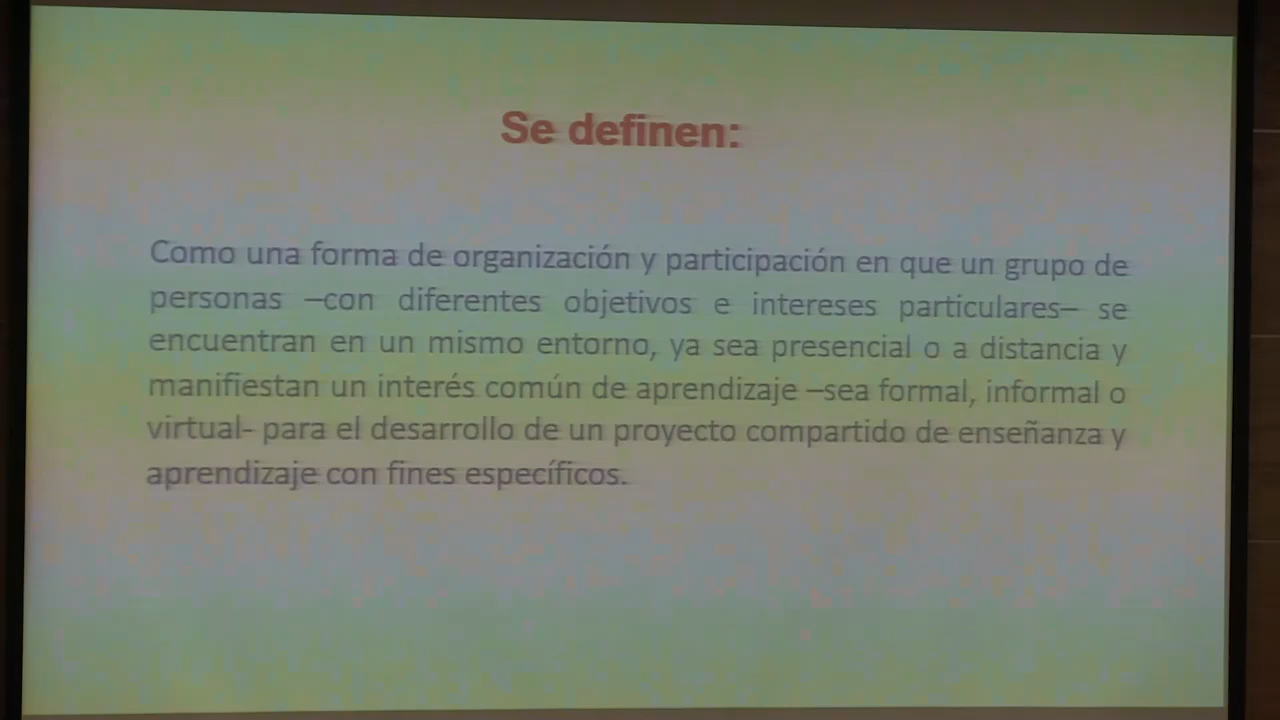 Se definen:
Como una forma de organización y participación en que un grupo de
personas –con diferentes objetivos e intereses particulares– se
encuentran en un mismo entorno, ya sea presencial o a distancia y
manifiestan un interés común de aprendizaje –sea formal, informal o
virtual- para el desarrollo de un proyecto compartido de enseñanza y
aprendizaje con fines específicos.